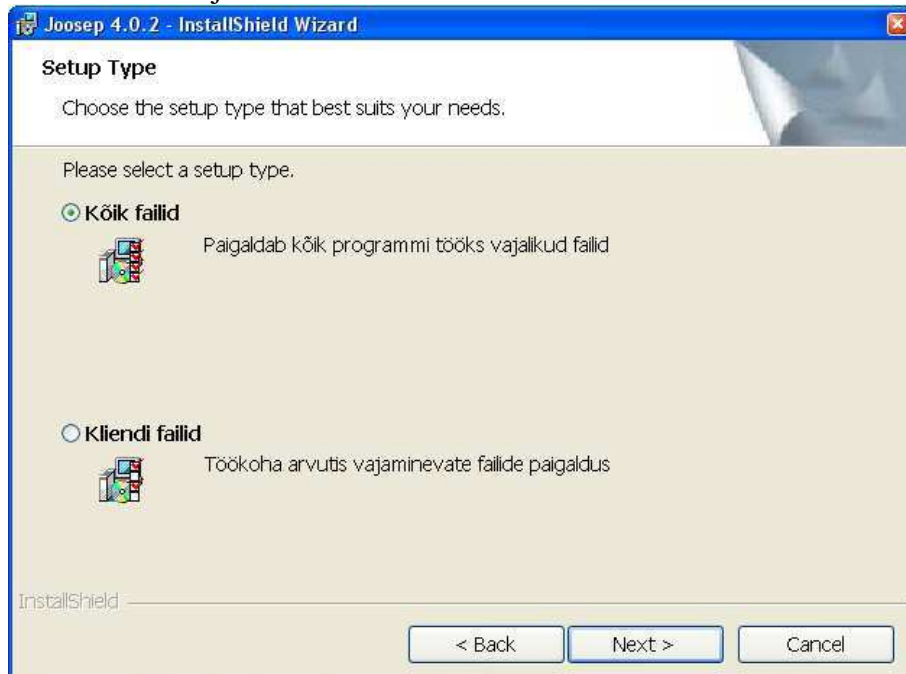 Joosep 4.0.2 - InstallShield Wizard
Setup Type
Choose the setup type that best suits your needs.
Please select a setup type.
Kõik failid
Paigaldab kõik programmi tööks vajalikud failid
Kliendi failid
Töökoha arvutis vajaminevate failide paigaldus
InstallShield
< Back
Next >
Cancel